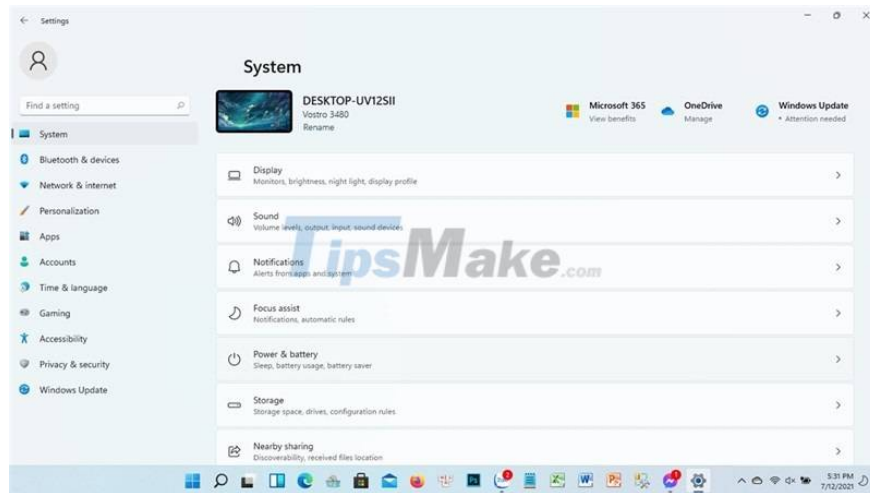 Settings
System
Find a setting
DESKTOP-UV12SII
Vostro 3480
Rename
Microsoft 365
View benefits
OneDrive
Manage
Windows Update
• Attention needed
System
Bluetooth & devices
Network & internet
Personalization
Apps
Accounts
Time & language
Gaming
Accessibility
Privacy & security
Windows Update
Display
Monitors, brightness, night light, display profile
Sound
Volume levels, output, input, sound devices
Notifications
Alerts from apps and system
Focus assist
Notifications, automatic rules
Power & battery
Sleep, battery usage, battery saver
Storage
Storage space, drives, configuration rules
Nearby sharing
Discoverability, received files location
TipsMake.com
5:31 PM
7/12/2021